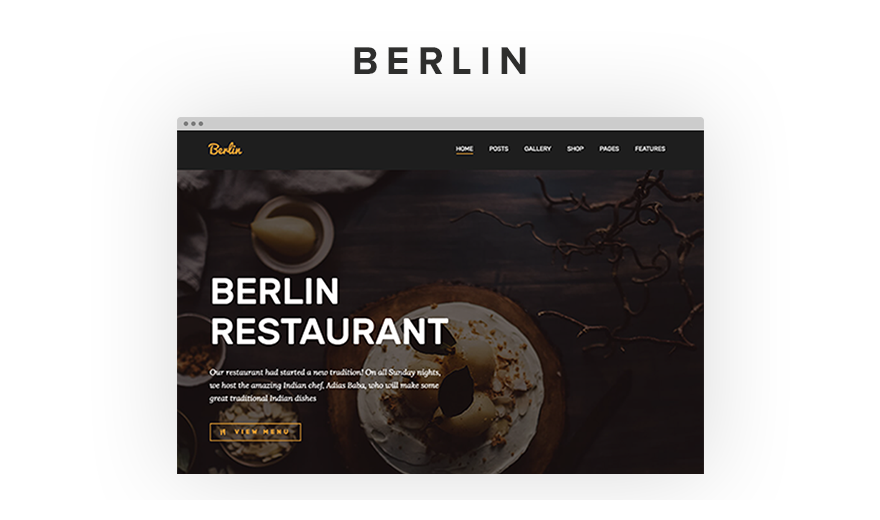 BERLIN
Berlin
HOME POSTS GALLERY SHOP PAGES FEATURES
BERLIN
RESTAURANT
Our restaurant had started a new tradition! On all Sunday nights,
we host the amazing Indian chef, Adias Baba, who will make some
great traditional Indian dishes
VIEW MENU